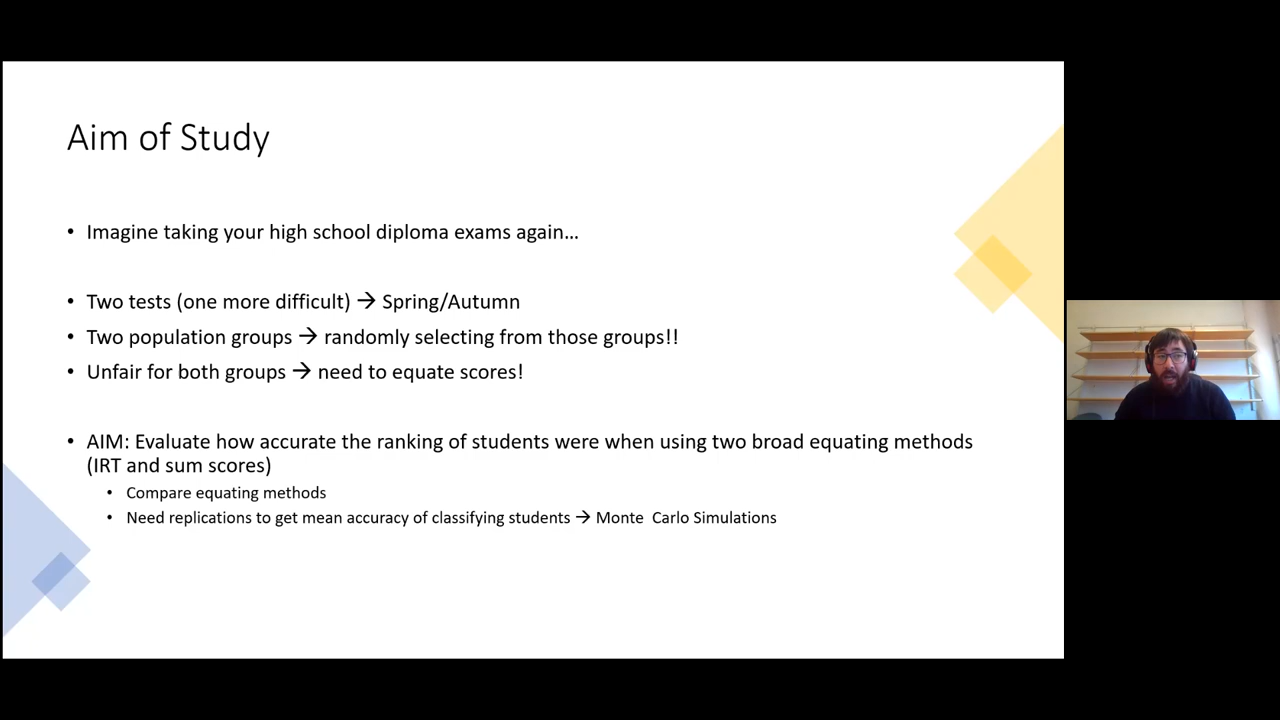 Aim of Study
• Imagine taking your high school diploma exams again…
• Two tests (one more difficult) → Spring/Autumn
• Two population groups → randomly selecting from those groups!!
• Unfair for both groups → need to equate scores!
• AIM: Evaluate how accurate the ranking of students were when using two broad equating methods
(IRT and sum scores)
• Compare equating methods
• Need replications to get mean accuracy of classifying students → Monte Carlo Simulations